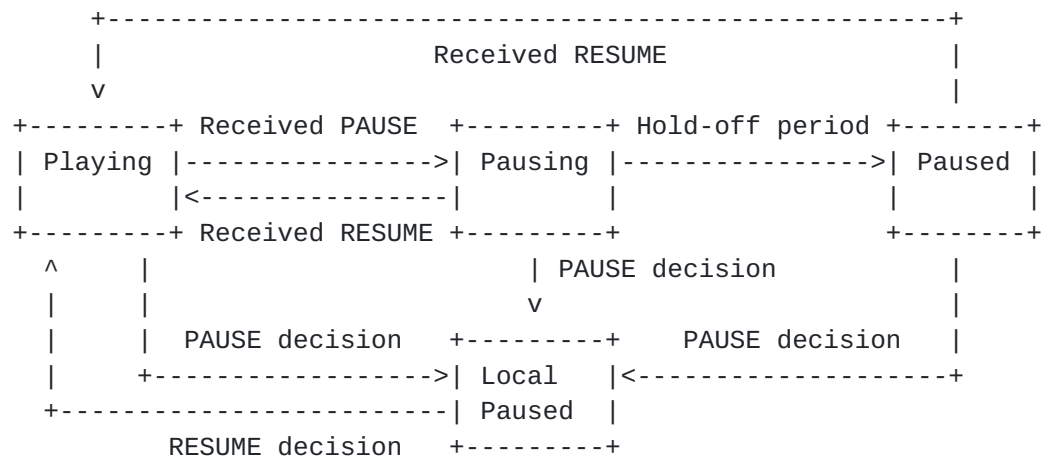 +------------------------------------------------------+
      |                     Received RESUME                  |
      v                                                      |
+---------+ Received PAUSE  +---------+ Hold-off period +--------+
| Playing |---------------->| Pausing |---------------->| Paused |
|         |<----------------|         |                 |        |
+---------+ Received RESUME +---------+                 +--------+
  ^     |                        | PAUSE decision            |
  |     |                        v                           |
  |     |  PAUSE decision   +---------+    PAUSE decision    |
  |     +------------------>| Local   |<--------------------+
  +-------------------------| Paused  |
          RESUME decision   +---------+